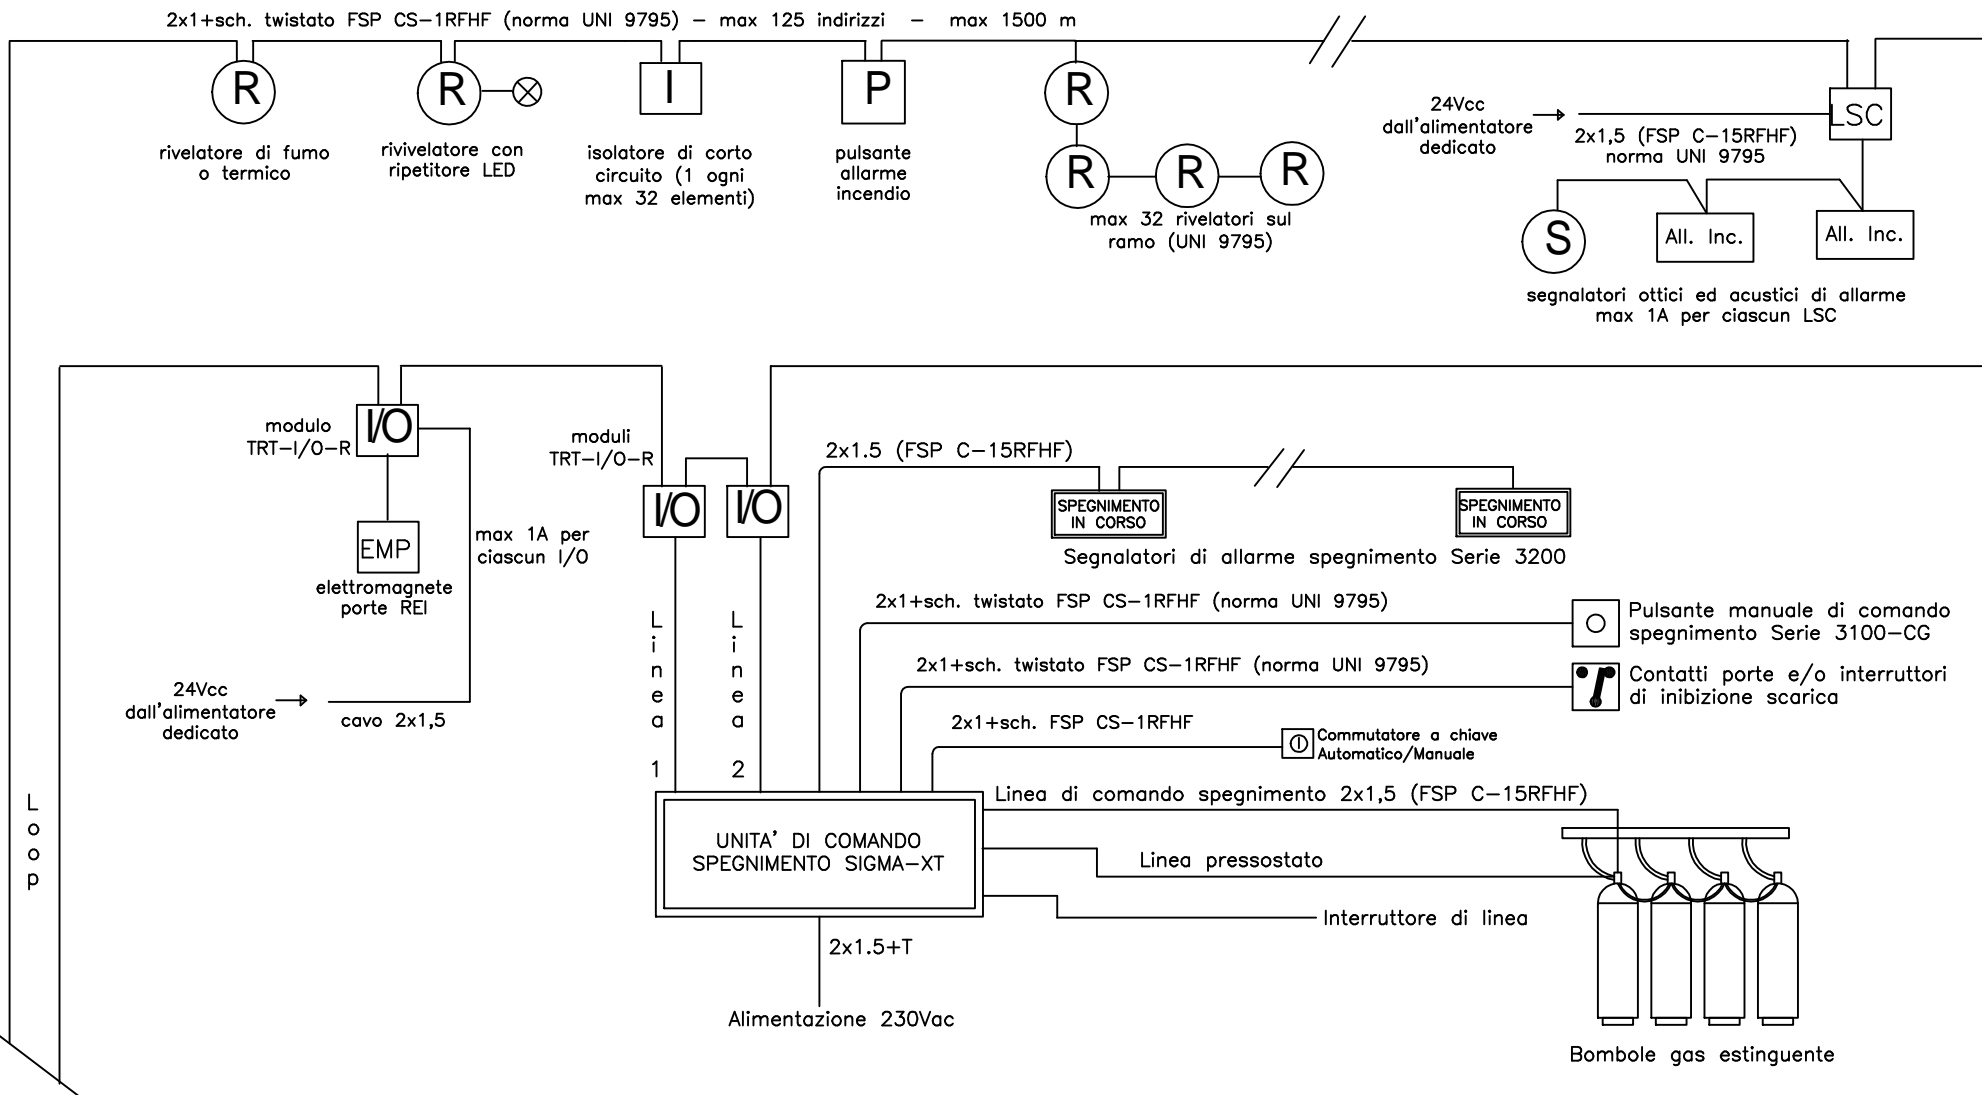 2x1+sch. twistato FSP CS-1RFHF (norma UNI 9795) - max 125 indirizzi - max 1500 m
R
R
I
P
R
LSC
rivelatore di fumo
o termico
rivivelatore con
ripetitore LED
isolatore di corto
circuito (1 ogni
max 32 elementi)
pulsante
allarme
incendio
R
R
R
max 32 rivelatori sul
ramo (UNI 9795)
24Vcc
dall'alimentatore
dedicato
2x1,5 (FSP C-15RFHF)
norma UNI 9795
S
All. Inc.
All. Inc.
segnalatori ottici ed acustici di allarme
max 1A per ciascun LSC
modulo
TRT-I/O-R
I/O
moduli
TRT-I/O-R
I/O
I/O
2x1.5 (FSP C-15RFHF)
SPEGNIMENTO
IN CORSO
SPEGNIMENTO
IN CORSO
Segnalatori di allarme spegnimento Serie 3200
EMP
elettromagnete
porte REI
max 1A per
ciascun I/O
24Vcc
dall'alimentatore
dedicato
cavo 2x1,5
Linea 1
Linea 2
2x1+sch. twistato FSP CS-1RFHF (norma UNI 9795)
Pulsante manuale di comando
spegnimento Serie 3100-CG
2x1+sch. twistato FSP CS-1RFHF (norma UNI 9795)
Contatti porte e/o interruttori
di inibizione scarica
2x1+sch. FSP CS-1RFHF
Commutatore a chiave
Automatico/Manuale
Loop
UNITA' DI COMANDO
SPEGNIMENTO SIGMA-XT
Linea di comando spegnimento 2x1,5 (FSP C-15RFHF)
Linea pressostato
Interruttore di linea
2x1.5+T
Alimentazione 230Vac
Bombole gas estinguente